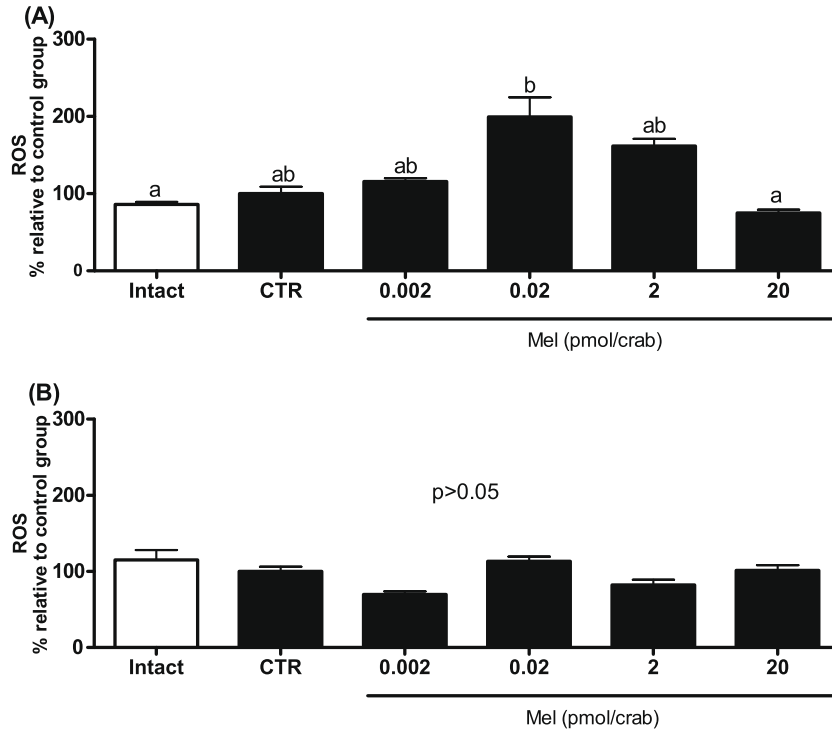 (A)
ROS
% relative to control group
300
200
100
0
a
ab
ab
b
ab
a
Intact CTR 0.002 0.02 2 20
Mel (pmol/crab)
(B)
ROS
% relative to control group
300
200
100
0
p>0.05
Intact CTR 0.002 0.02 2 20
Mel (pmol/crab)